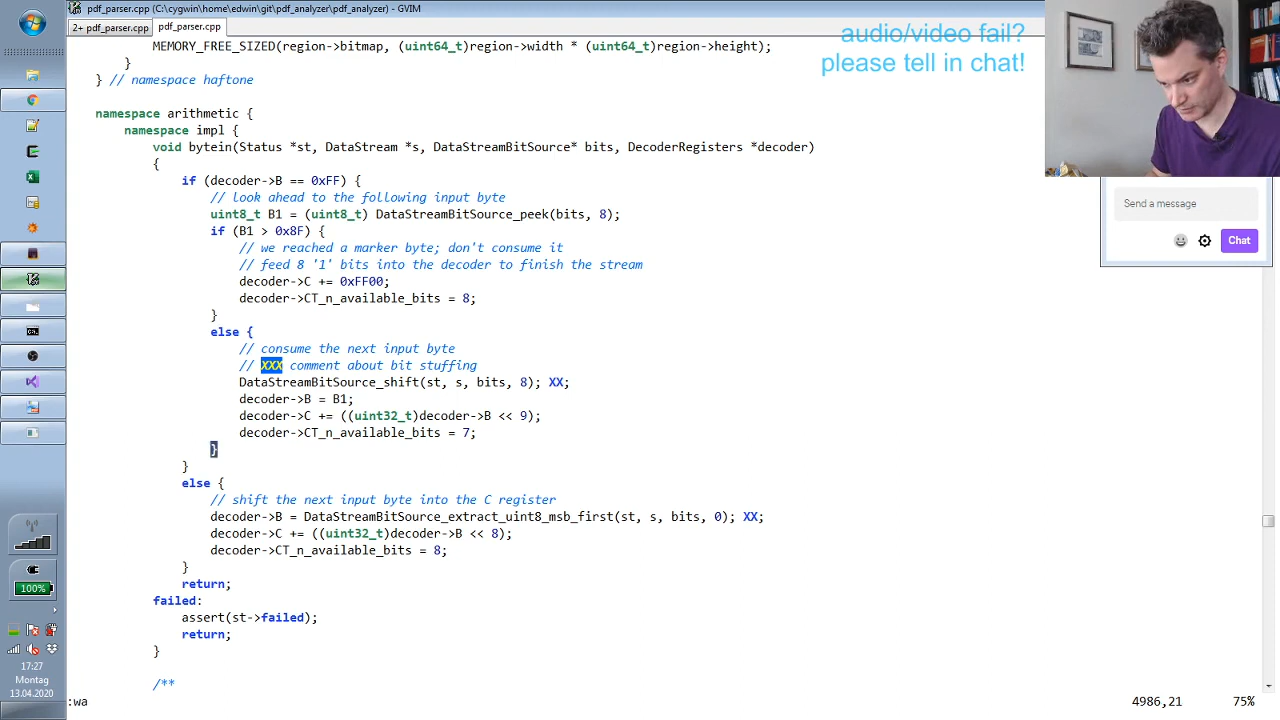 pdf_parser.cpp (C:\cygwin\home\edwin\git\pdf_analyzer\pdf_analyzer) - GVIM
2+ pdf_parser.cpp  pdf_parser.cpp
audio/video fail?
please tell in chat!
MEMORY_FREE_SIZED(region->bitmap, (uint64_t)region->width * (uint64_t)region->height);
}
} // namespace haftone
namespace arithmetic {
namespace impl {
void bytein(Status *st, DataStream *s, DataStreamBitSource* bits, DecoderRegisters *decoder)
{
if (decoder->B == 0xFF) {
// look ahead to the following input byte
uint8_t B1 = (uint8_t) DataStreamBitSource_peek(bits, 8);
if (B1 > 0x8F) {
// we reached a marker byte; don't consume it
// feed 8 '1' bits into the decoder to finish the stream
decoder->C += 0xFF00;
decoder->CT_n_available_bits = 8;
}
else {
// consume the next input byte
// XXX comment about bit stuffing
DataStreamBitSource_shift(st, s, bits, 8); XX;
decoder->B = B1;
decoder->C += ((uint32_t)decoder->B << 9);
decoder->CT_n_available_bits = 7;
}
}
else {
// shift the next input byte into the C register
decoder->B = DataStreamBitSource_extract_uint8_msb_first(st, s, bits, 0); XX;
decoder->C += ((uint32_t)decoder->B << 8);
decoder->CT_n_available_bits = 8;
}
return;
failed:
assert(st->failed);
return;
}
/**
:wa
4986,21
75%
Send a message
Chat
100%
17:27
Montag
13.04.2020